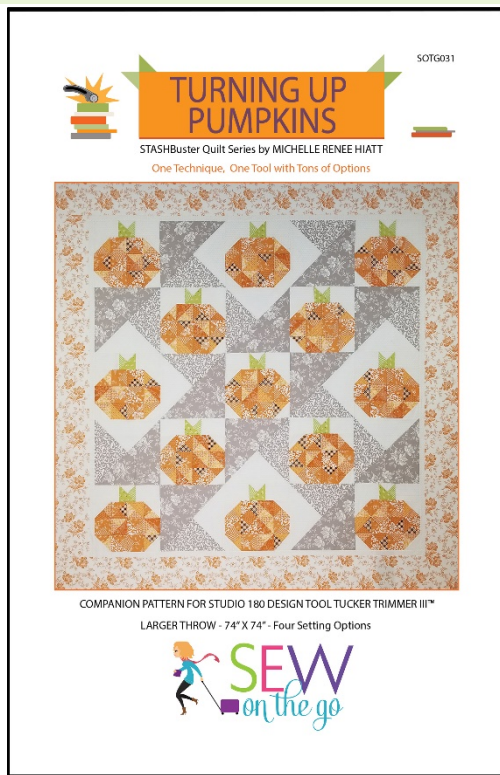 SOTG031
TURNING UP
PUMPKINS
STASHBuster Quilt Series by MICHELLE RENEE HIATT
One Technique, One Tool with Tons of Options
COMPANION PATTERN FOR STUDIO 180 DESIGN TOOL TUCKER TRIMMER III™
LARGER THROW - 74" X 74" - Four Setting Options
SEW
on the go